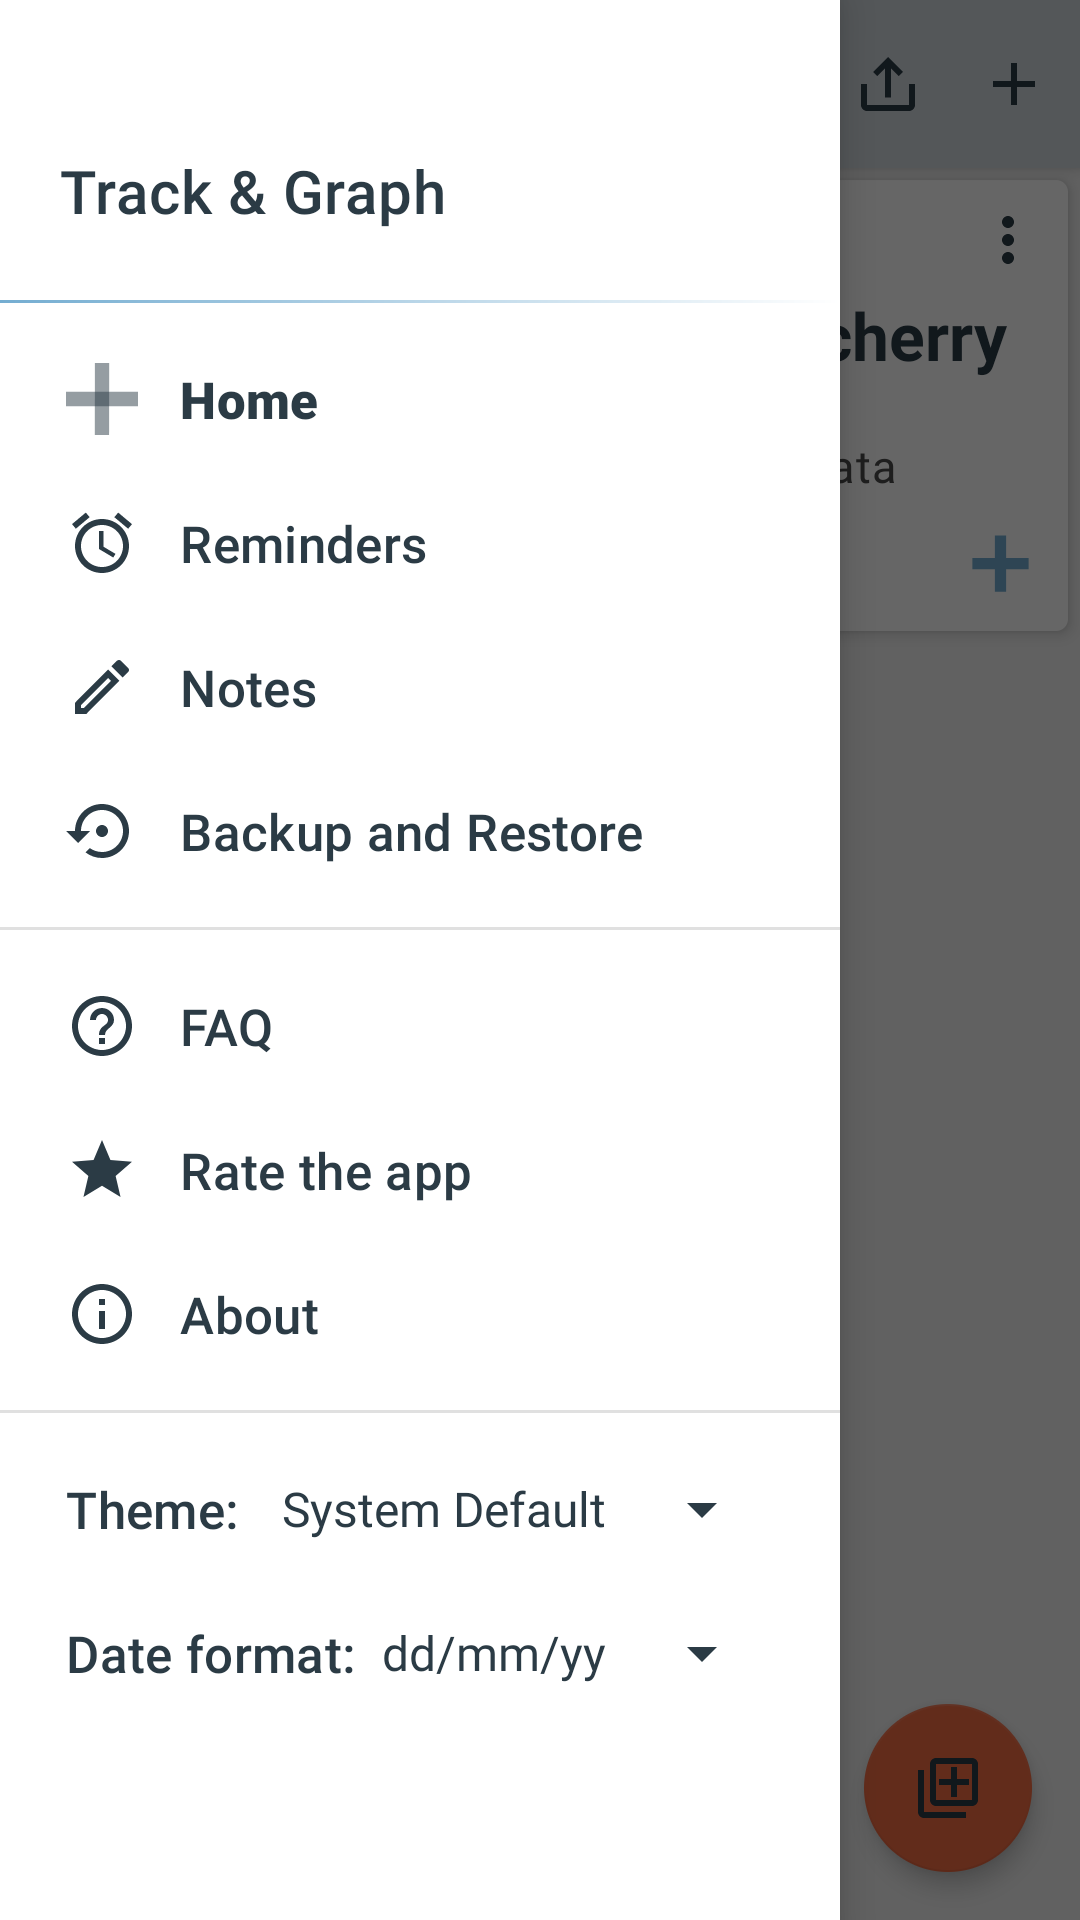 Track & Graph
cherry
ata
Home
Reminders
Notes
Backup and Restore
FAQ
Rate the app
About
Theme: System Default
Date format: dd/mm/yy